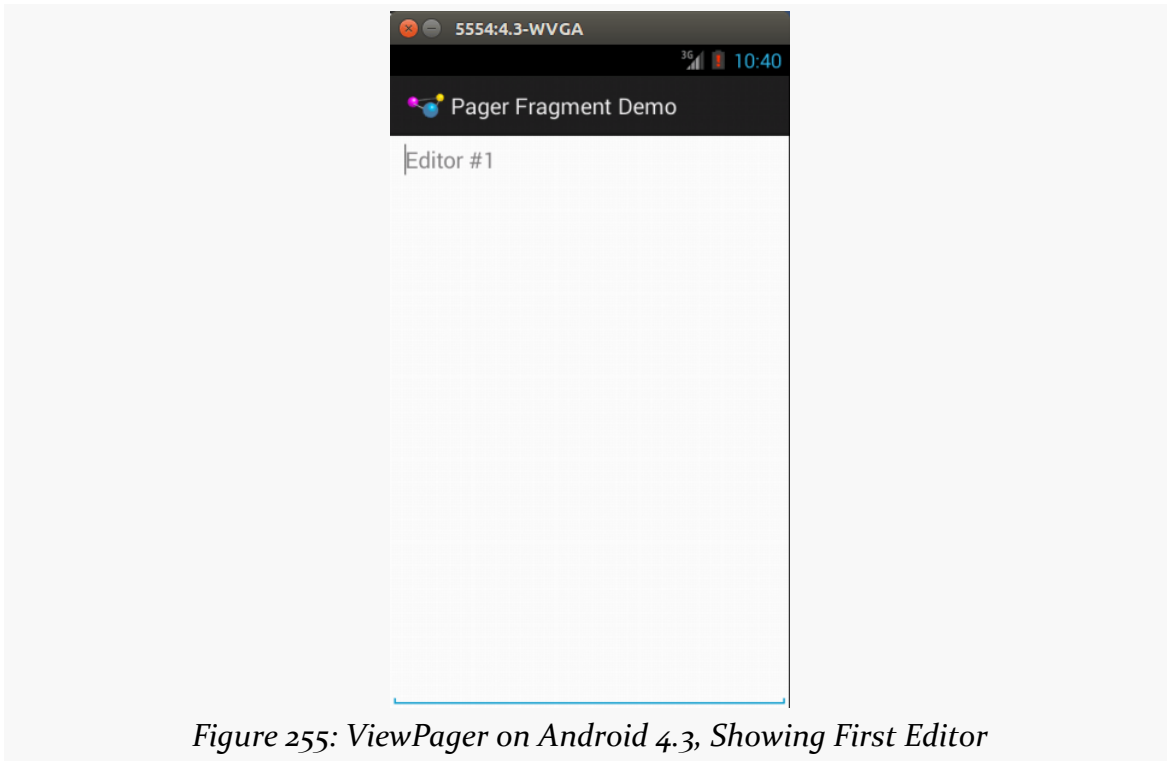 5554:4.3-WVGA
3G 10:40
Pager Fragment Demo
Editor #1
Figure 255: ViewPager on Android 4.3, Showing First Editor